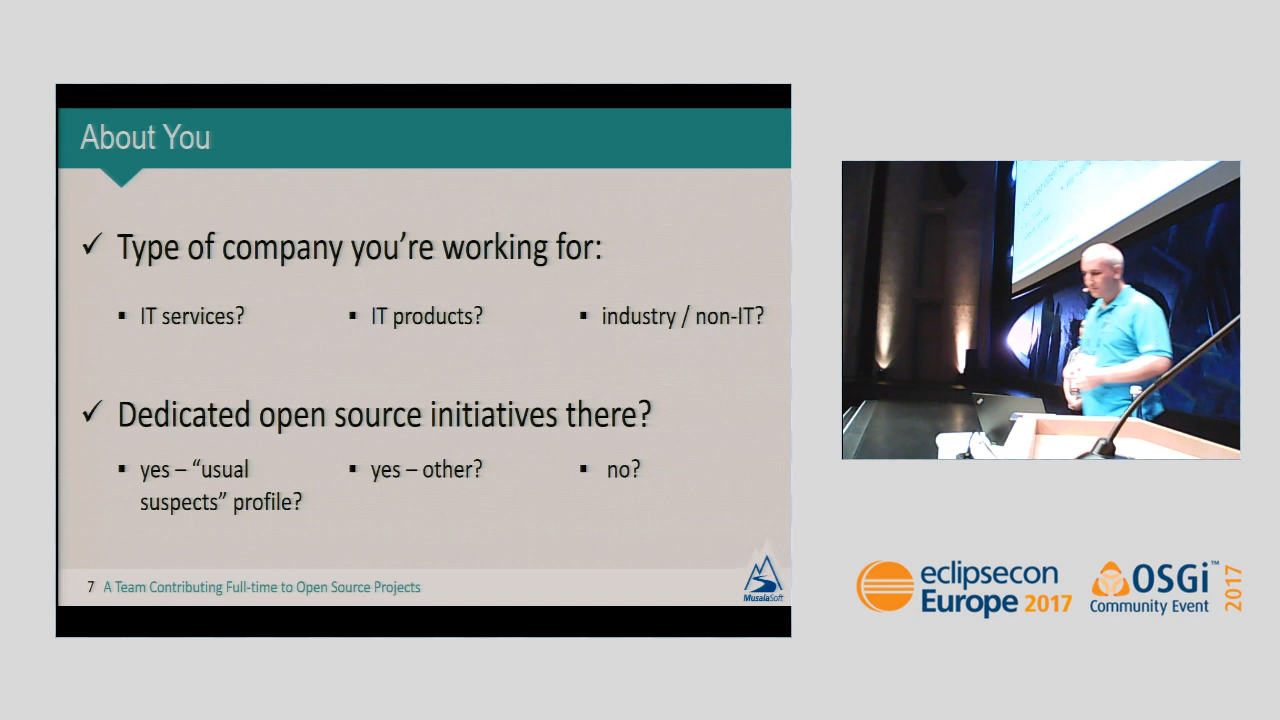 About You
✓ Type of company you’re working for:
▪ IT services? ▪ IT products? ▪ industry / non-IT?
✓ Dedicated open source initiatives there?
▪ yes – “usual suspects” profile? ▪ yes – other? ▪ no?
7 A Team Contributing Full-time to Open Source Projects
MusalaSoft
eclipsecon
Europe 2017
OSGi™
Community Event
2017